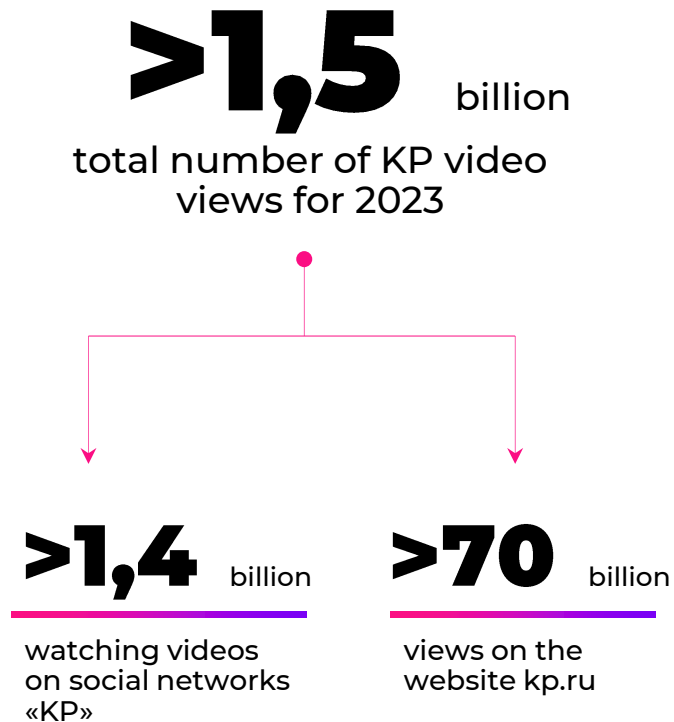 >1,5 billion
total number of KP video
views for 2023
>1,4 billion
watching videos
on social networks
«KP»
>70 billion
views on the
website kp.ru